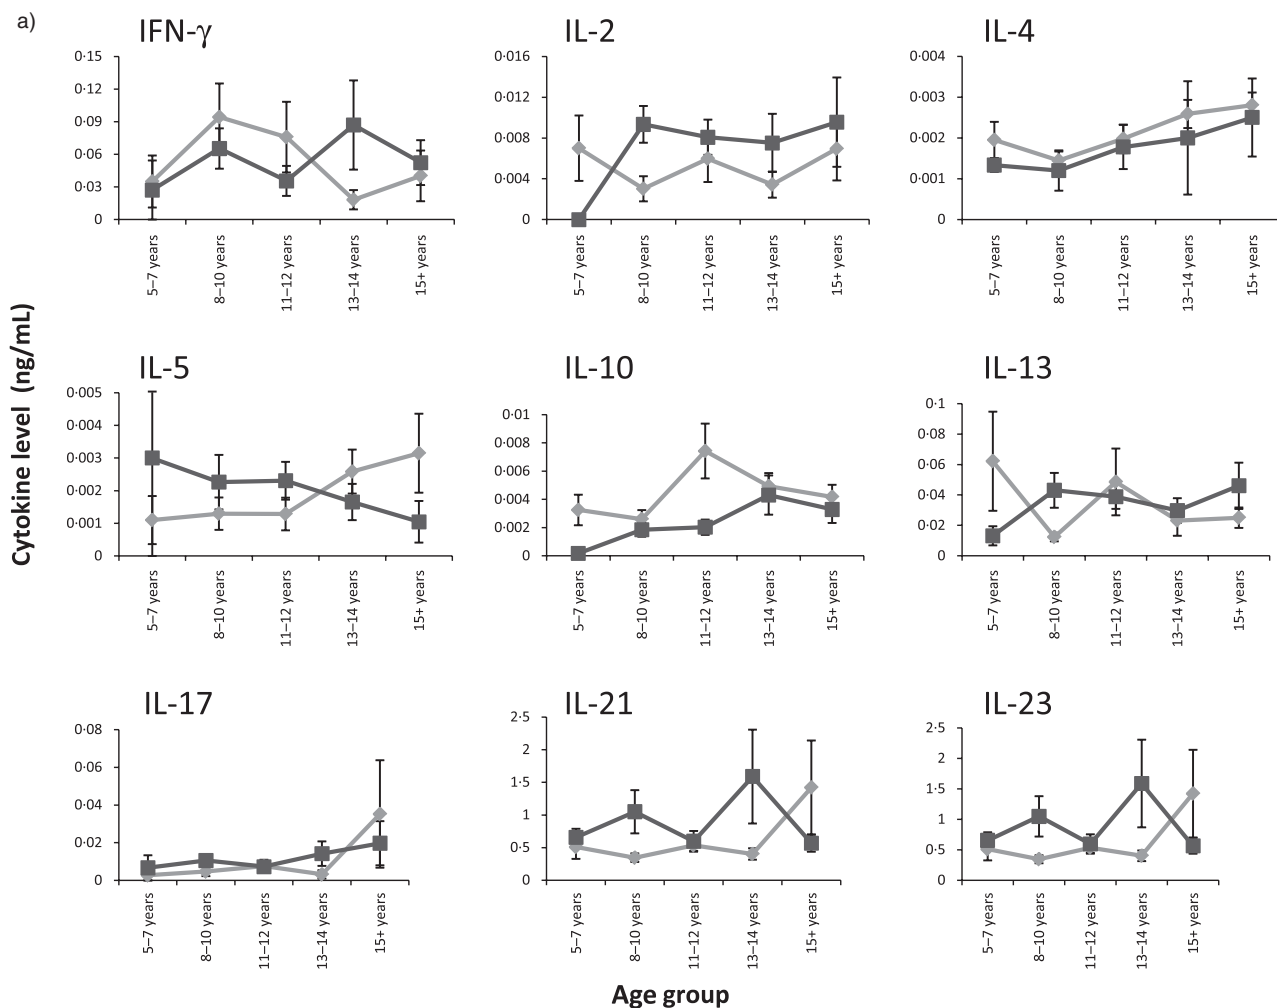 a)
IFN-γ
0·15
0·12
0·09
0·06
0·03
0
5–7 years
8–10 years
11–12 years
13–14 years
15+ years
IL-2
0·016
0·012
0·008
0·004
0
5–7 years
8–10 years
11–12 years
13–14 years
15+ years
IL-4
0·004
0·003
0·002
0·001
0
5–7 years
8–10 years
11–12 years
13–14 years
15+ years
Cytokine level (ng/mL)
IL-5
0·005
0·004
0·003
0·002
0·001
0
5–7 years
8–10 years
11–12 years
13–14 years
15+ years
IL-10
0·01
0·008
0·006
0·004
0·002
0
5–7 years
8–10 years
11–12 years
13–14 years
15+ years
IL-13
0·1
0·08
0·06
0·04
0·02
0
5–7 years
8–10 years
11–12 years
13–14 years
15+ years
IL-17
0·08
0·06
0·04
0·02
0
5–7 years
8–10 years
11–12 years
13–14 years
15+ years
IL-21
2·5
2
1·5
1
0·5
0
5–7 years
8–10 years
11–12 years
13–14 years
15+ years
IL-23
2·5
2
1·5
1
0·5
0
5–7 years
8–10 years
11–12 years
13–14 years
15+ years
Age group